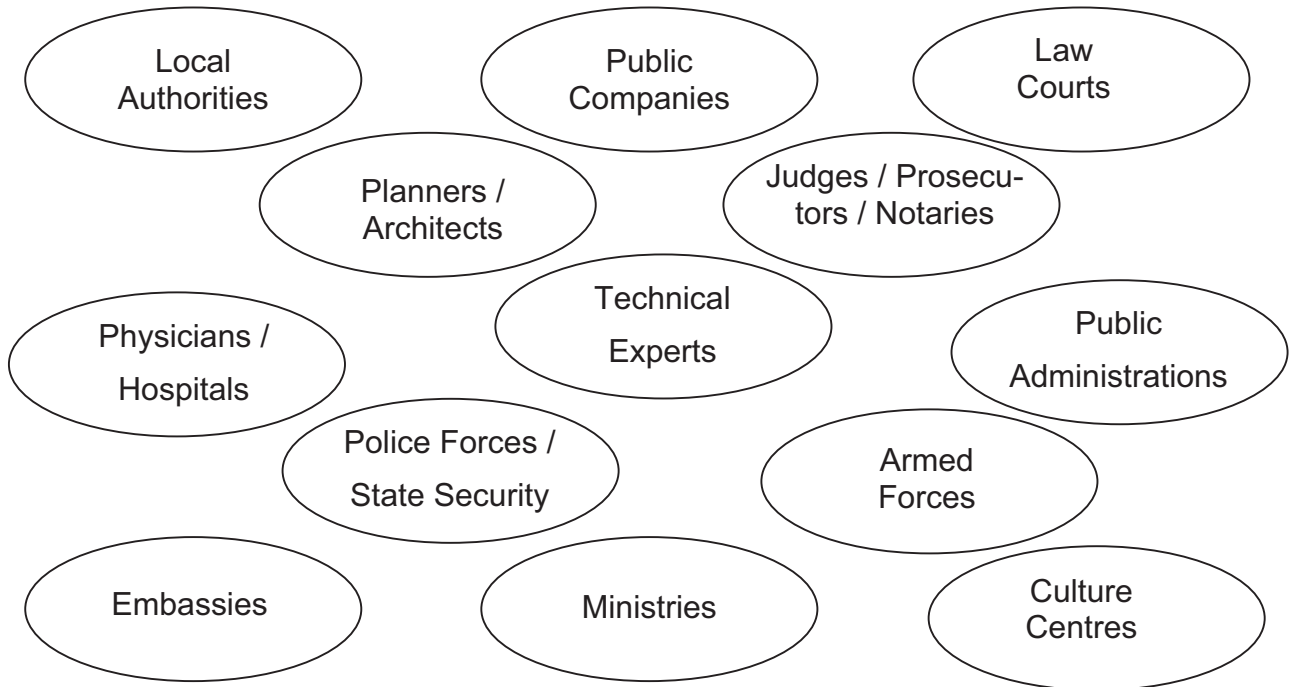 Local
Authorities
Public
Companies
Law
Courts
Planners /
Architects
Judges / Prosecu-
tors / Notaries
Technical
Experts
Physicians /
Hospitals
Public
Administrations
Police Forces /
State Security
Armed
Forces
Embassies
Ministries
Culture
Centres